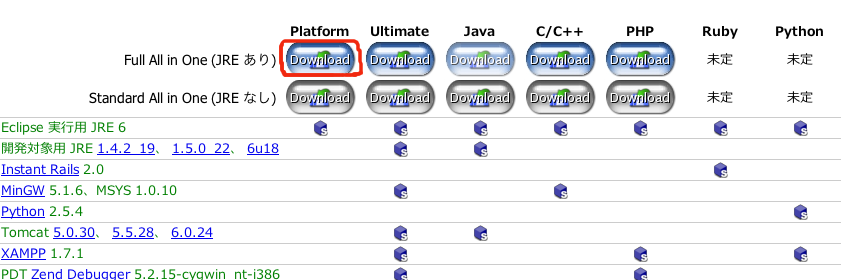 Platform Ultimate Java C/C++ PHP Ruby Python
Full All in One (JRE あり) Download Download Download Download Download 未定 未定
Standard All in One (JRE なし) Download Download Download Download Download 未定 未定
Eclipse 実行用 JRE 6 S S S S S S S
開発対象用 JRE 1.4.2_19、 1.5.0_22、 6u18 S S
Instant Rails 2.0 S
MinGW 5.1.6、MSYS 1.0.10 S S
Python 2.5.4 S
Tomcat 5.0.30、 5.5.28、 6.0.24 S S
XAMPP 1.7.1 S S S
PDT Zend Debugger 5.2.15-cygwin_nt-i386